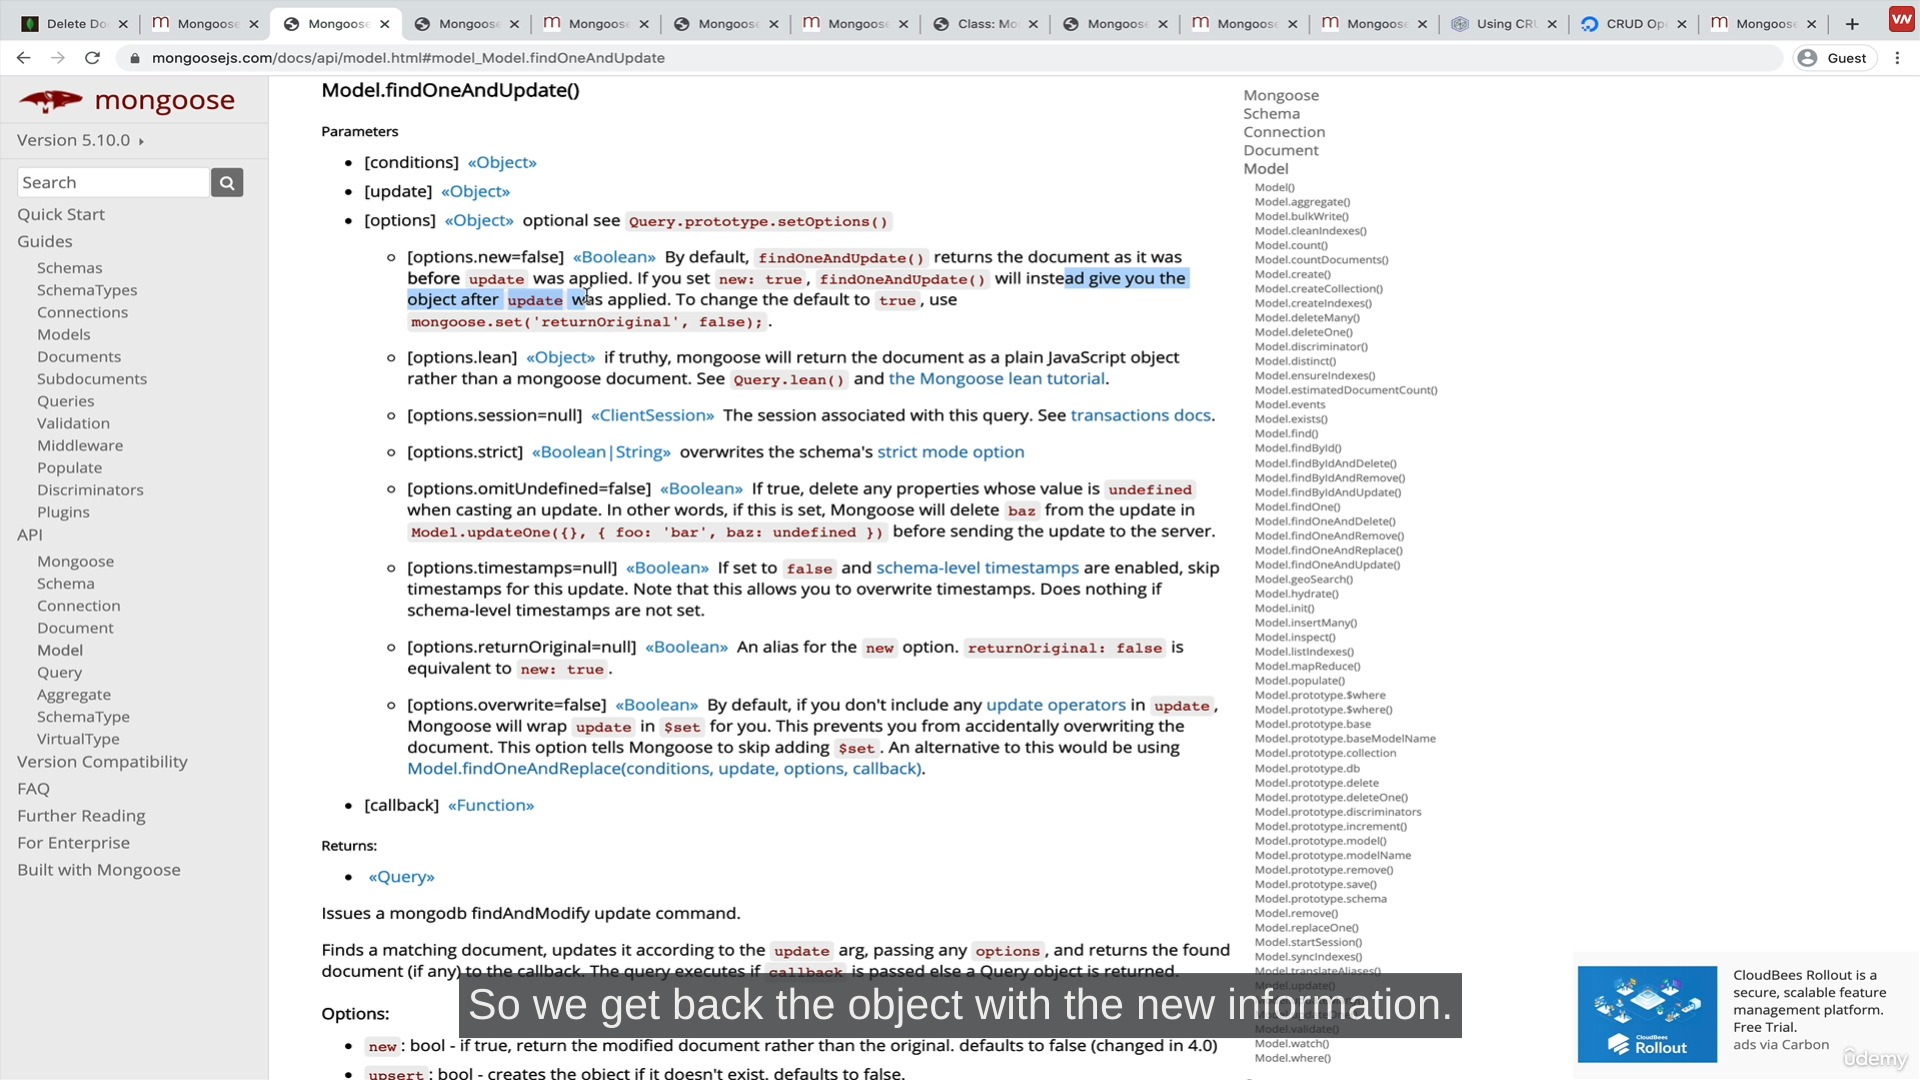 Delete Do
Mongoose
Mongoose
Mongoose
Mongoose
Mongoose
Mongoose
Class: Mo
Mongoose
Mongoose
Mongoose
Using CRU
CRUD Ope
Mongoose
mongoosejs.com/docs/api/model.html#model_Model.findOneAndUpdate
Guest
mongoose
Version 5.10.0
Search
Quick Start
Guides
Schemas
SchemaTypes
Connections
Models
Documents
Subdocuments
Queries
Validation
Middleware
Populate
Discriminators
Plugins
API
Mongoose
Schema
Connection
Document
Model
Query
Aggregate
SchemaType
VirtualType
Version Compatibility
FAQ
Further Reading
For Enterprise
Built with Mongoose
Model.findOneAndUpdate()
Parameters
[conditions] «Object»
[update] «Object»
[options] «Object» optional see Query.prototype.setOptions()
[options.new=false] «Boolean» By default, findOneAndUpdate() returns the document as it was
before update was applied. If you set new: true, findOneAndUpdate() will instead give you the
object after update was applied. To change the default to true, use
mongoose.set('returnOriginal', false);.
[options.lean] «Object» if truthy, mongoose will return the document as a plain JavaScript object
rather than a mongoose document. See Query.lean() and the Mongoose lean tutorial.
[options.session=null] «ClientSession» The session associated with this query. See transactions docs.
[options.strict] «Boolean|String» overwrites the schema's strict mode option
[options.omitUndefined=false] «Boolean» If true, delete any properties whose value is undefined
when casting an update. In other words, if this is set, Mongoose will delete baz from the update in
Model.updateOne({}, { foo: 'bar', baz: undefined }) before sending the update to the server.
[options.timestamps=null] «Boolean» If set to false and schema-level timestamps are enabled, skip
timestamps for this update. Note that this allows you to overwrite timestamps. Does nothing if
schema-level timestamps are not set.
[options.returnOriginal=null] «Boolean» An alias for the new option. returnOriginal: false is
equivalent to new: true.
[options.overwrite=false] «Boolean» By default, if you don't include any update operators in update,
Mongoose will wrap update in $set for you. This prevents you from accidentally overwriting the
document. This option tells Mongoose to skip adding $set. An alternative to this would be using
Model.findOneAndReplace(conditions, update, options, callback).
[callback] «Function»
Returns:
«Query»
Issues a mongodb findAndModify update command.
Finds a matching document, updates it according to the update arg, passing any options, and returns the found
document (if any) to the callback. The query executes if callback is passed else a Query object is returned.
Options:
new: bool - if true, return the modified document rather than the original. defaults to false (changed in 4.0)
upsert: bool - creates the object if it doesn't exist. defaults to false.
Mongoose
Schema
Connection
Document
Model
Model()
Model.aggregate()
Model.bulkWrite()
Model.cleanIndexes()
Model.count()
Model.countDocuments()
Model.create()
Model.createCollection()
Model.createIndexes()
Model.deleteMany()
Model.deleteOne()
Model.discriminator()
Model.distinct()
Model.ensureIndexes()
Model.estimatedDocumentCount()
Model.events
Model.exists()
Model.find()
Model.findById()
Model.findByIdAndDelete()
Model.findByIdAndRemove()
Model.findByIdAndUpdate()
Model.findOne()
Model.findOneAndDelete()
Model.findOneAndRemove()
Model.findOneAndReplace()
Model.findOneAndUpdate()
Model.geoSearch()
Model.hydrate()
Model.init()
Model.insertMany()
Model.inspect()
Model.listIndexes()
Model.mapReduce()
Model.populate()
Model.prototype.$where
Model.prototype.$where()
Model.prototype.base
Model.prototype.baseModelName
Model.prototype.collection
Model.prototype.db
Model.prototype.delete
Model.prototype.deleteOne()
Model.prototype.discriminators
Model.prototype.increment()
Model.prototype.model()
Model.prototype.modelName
Model.prototype.remove()
Model.prototype.save()
Model.prototype.schema
Model.remove()
Model.replaceOne()
Model.startSession()
Model.syncIndexes()
Model.translateAliases()
Model.update()
Model.validate()
Model.watch()
Model.where()
So we get back the object with the new information.
CloudBees
Rollout
CloudBees Rollout is a
secure, scalable feature
management platform.
Free Trial.
ads via Carbon
ûdemy